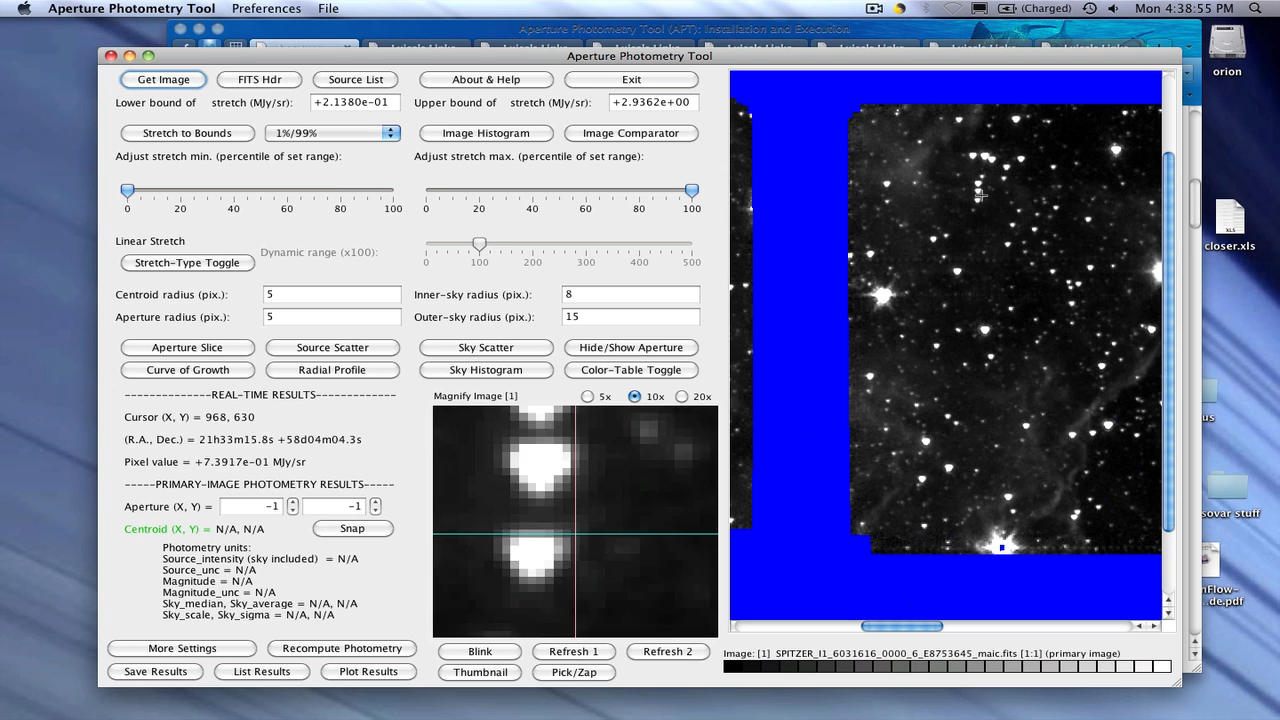 Aperture Photometry Tool Preferences File (Charged) Mon 4:38:55 PM
Aperture Photometry Tool (APT): Installation and Execution
Aperture Photometry Tool
Get Image FITS Hdr Source List About & Help Exit
Lower bound of stretch (MJy/sr): +2.1380e-01 Upper bound of stretch (MJy/sr): +2.9362e+00
Stretch to Bounds 1%/99% Image Histogram Image Comparator
Adjust stretch min. (percentile of set range): Adjust stretch max. (percentile of set range):
0 20 40 60 80 100 0 20 40 60 80 100
Linear Stretch
Stretch-Type Toggle Dynamic range (x100):
0 100 200 300 400 500
Centroid radius (pix.): 5 Inner-sky radius (pix.): 8
Aperture radius (pix.): 5 Outer-sky radius (pix.): 15
Aperture Slice Source Scatter Sky Scatter Hide/Show Aperture
Curve of Growth Radial Profile Sky Histogram Color-Table Toggle
--------------REAL-TIME RESULTS-------------
Magnify Image [1] 5x 10x 20x
Cursor (X, Y) = 968, 630
(R.A., Dec.) = 21h33m15.8s +58d04m04.3s
Pixel value = +7.3917e-01 MJy/sr
-----PRIMARY-IMAGE PHOTOMETRY RESULTS-----
Aperture (X, Y) = -1 -1
Centroid (X, Y) = N/A, N/A Snap
Photometry units:
Source_intensity (sky included) = N/A
Source_unc = N/A
Magnitude = N/A
Magnitude_unc = N/A
Sky_median, Sky_average = N/A, N/A
Sky_scale, Sky_sigma = N/A, N/A
More Settings Recompute Photometry Blink Refresh 1 Refresh 2
Save Results List Results Plot Results Thumbnail Pick/Zap
Image: [1] SPITZER_I1_6031616_0000_6_E8753645_maic.fits [1:1] (primary image)
orion
XLS
closer.xls
us
sovar stuff
nFlow-
...de.pdf